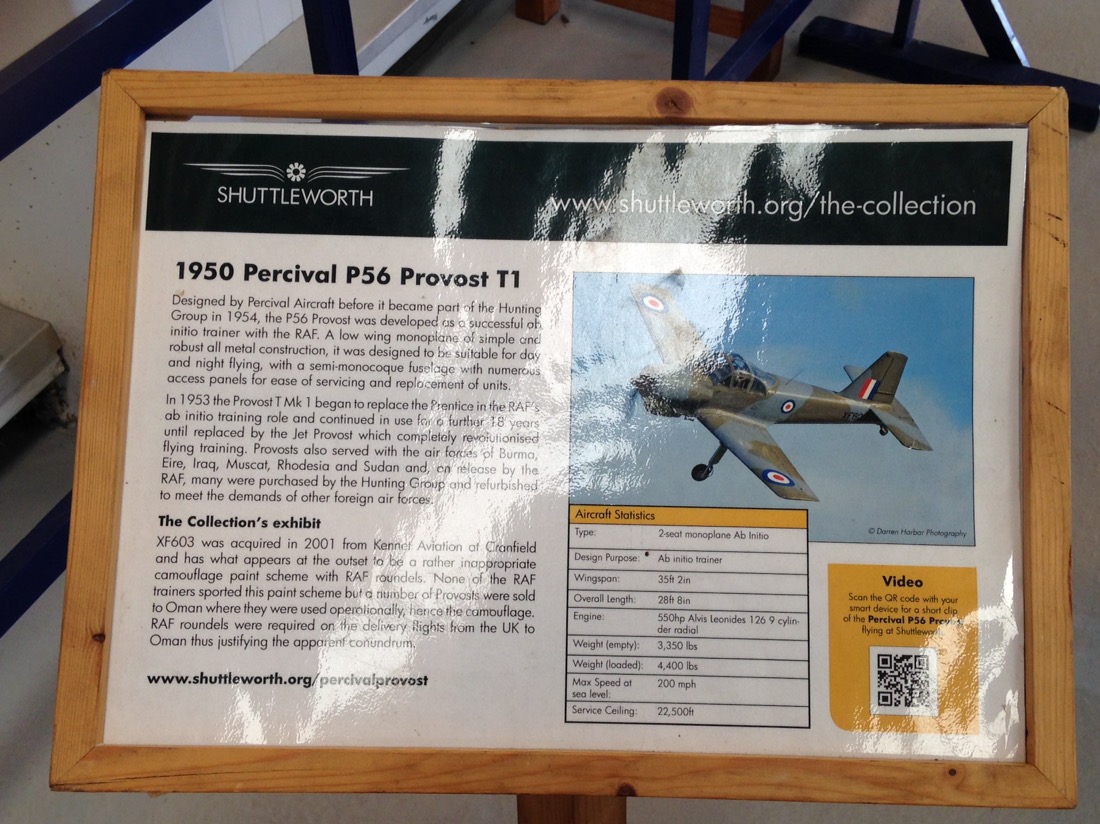 SHUTTLEWORTH
www.shuttleworth.org/the-collection
1950 Percival P56 Provost T1
Designed by Percival Aircraft before it became part of the Hunting
Group in 1954, the P56 Provost was developed as a successful ab
initio trainer with the RAF. A low wing monoplane of simple and
robust all metal construction, it was designed to be suitable for day
and night flying, with a semi-monocoque fuselage with numerous
access panels for ease of servicing and replacement of units.
In 1953 the Provost T Mk 1 began to replace the Prentice in the RAF's
ab initio training role and continued in use for a further 18 years
until replaced by the Jet Provost which completely revolutionised
flying training. Provosts also served with the air forces of Burma,
Eire, Iraq, Muscat, Rhodesia and Sudan and, on release by the
RAF, many were purchased by the Hunting Group and refurbished
to meet the demands of other foreign air forces.
The Collection's exhibit
XF603 was acquired in 2001 from Kennet Aviation at Cranfield
and has what appears at the outset to be a rather inappropriate
camouflage paint scheme with RAF roundels. None of the RAF
trainers sported this paint scheme but a number of Provosts were sold
to Oman where they were used operationally, hence the camouflage.
RAF roundels were required on the delivery flights from the UK to
Oman thus justifying the apparent conundrum.
www.shuttleworth.org/percivalprovost
© Darren Harbar Photography
Aircraft Statistics
Type: 2-seat monoplane Ab Initio
Design Purpose: Ab initio trainer
Wingspan: 35ft 2in
Overall Length: 28ft 8in
Engine: 550hp Alvis Leonides 126 9 cylin-
der radial
Weight (empty): 3,350 lbs
Weight (loaded): 4,400 lbs
Max Speed at 200 mph
sea level:
Service Ceiling: 22,500ft
Video
Scan the QR code with your
smart device for a short clip
of the Percival P56 Provost
flying at Shuttleworth